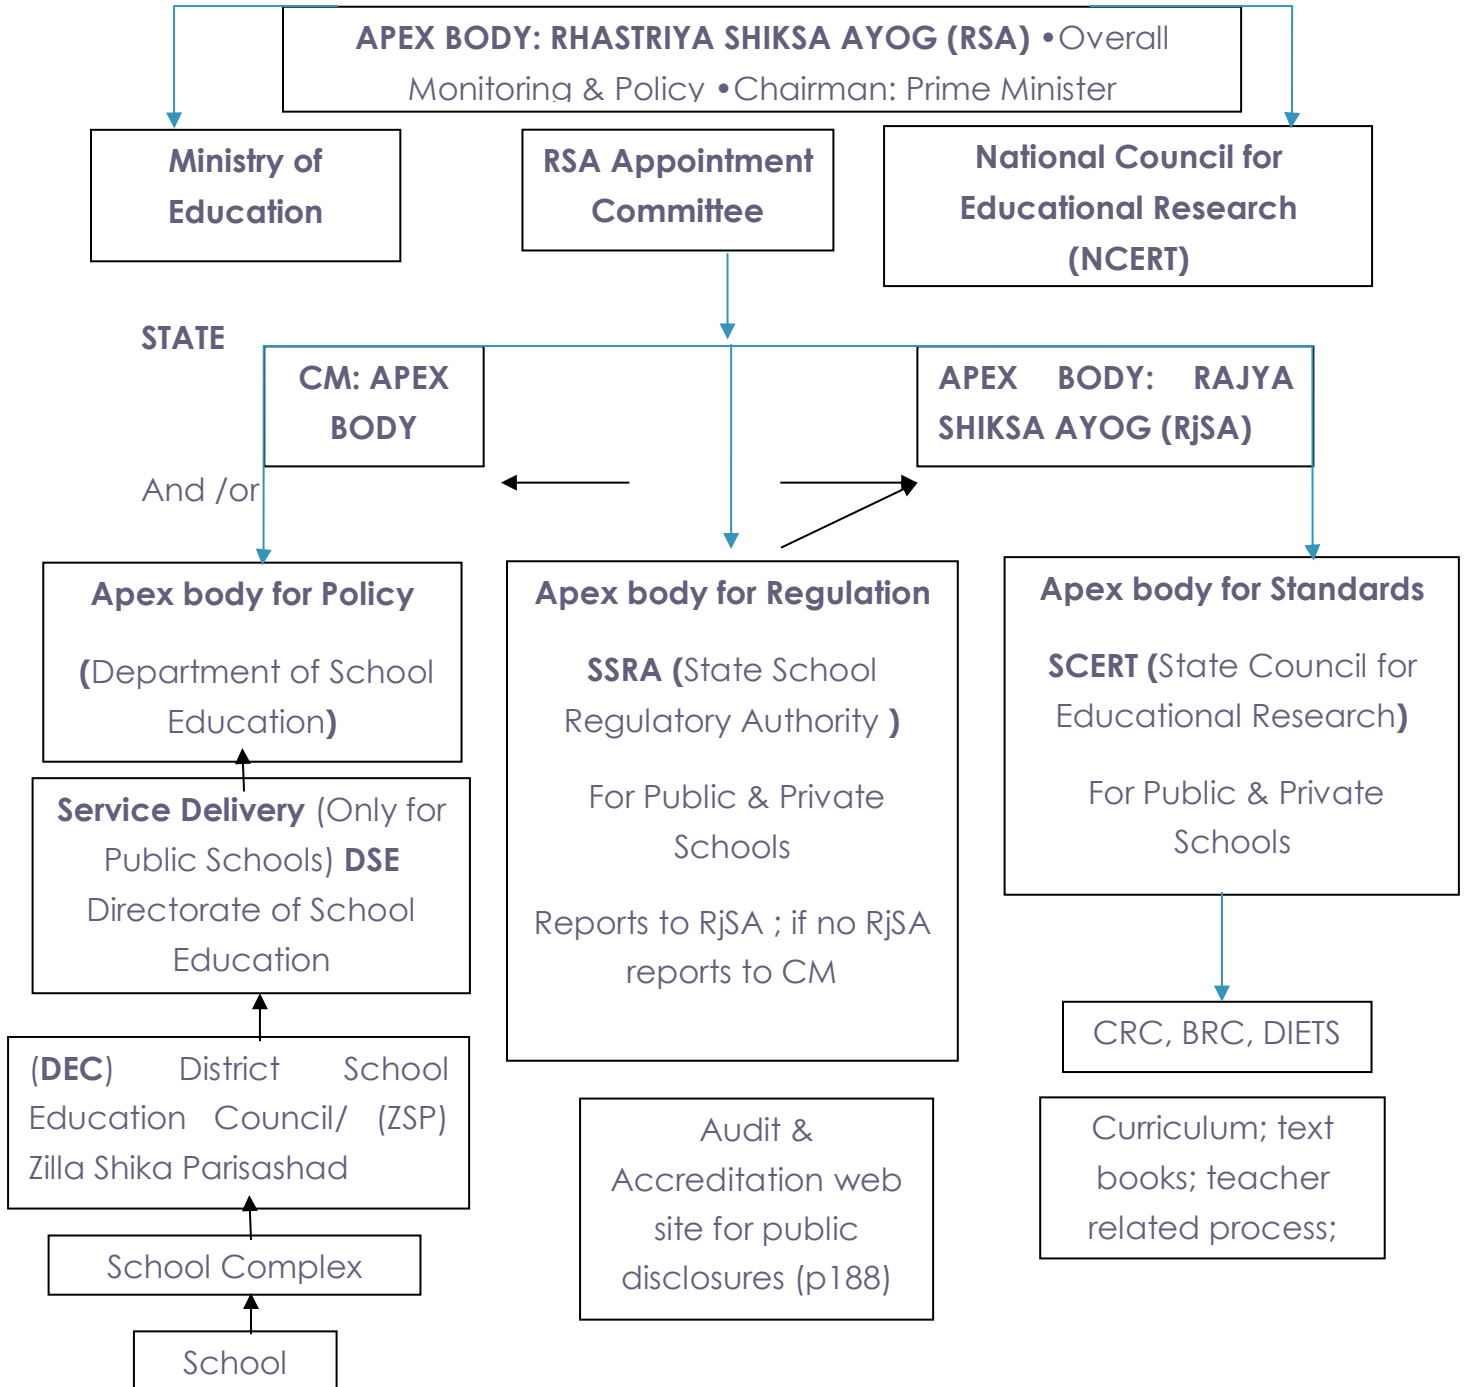 APEX BODY: RHASTRIYA SHIKSA AYOG (RSA) •Overall
Monitoring & Policy •Chairman: Prime Minister
Ministry of
Education
RSA Appointment
Committee
National Council for
Educational Research
(NCERT)
STATE
CM: APEX
BODY
APEX BODY: RAJYA
SHIKSA AYOG (RjSA)
And /or
Apex body for Policy
(Department of School
Education)
Apex body for Regulation
SSRA (State School
Regulatory Authority )
For Public & Private
Schools
Reports to RjSA ; if no RjSA
reports to CM
Apex body for Standards
SCERT (State Council for
Educational Research)
For Public & Private
Schools
Service Delivery (Only for
Public Schools) DSE
Directorate of School
Education
(DEC) District School
Education Council/ (ZSP)
Zilla Shika Parisashad
School Complex
School
Audit &
Accreditation web
site for public
disclosures (p188)
CRC, BRC, DIETS
Curriculum; text
books; teacher
related process;